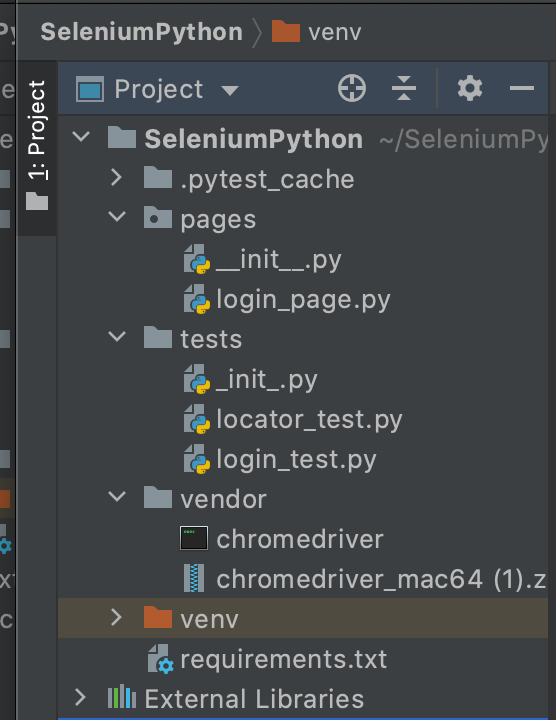 SeleniumPython venv
1: Project
Project
SeleniumPython ~/SeleniumPy
.pytest_cache
pages
__init__.py
login_page.py
tests
_init_.py
locator_test.py
login_test.py
vendor
chromedriver
chromedriver_mac64 (1).z
venv
requirements.txt
External Libraries